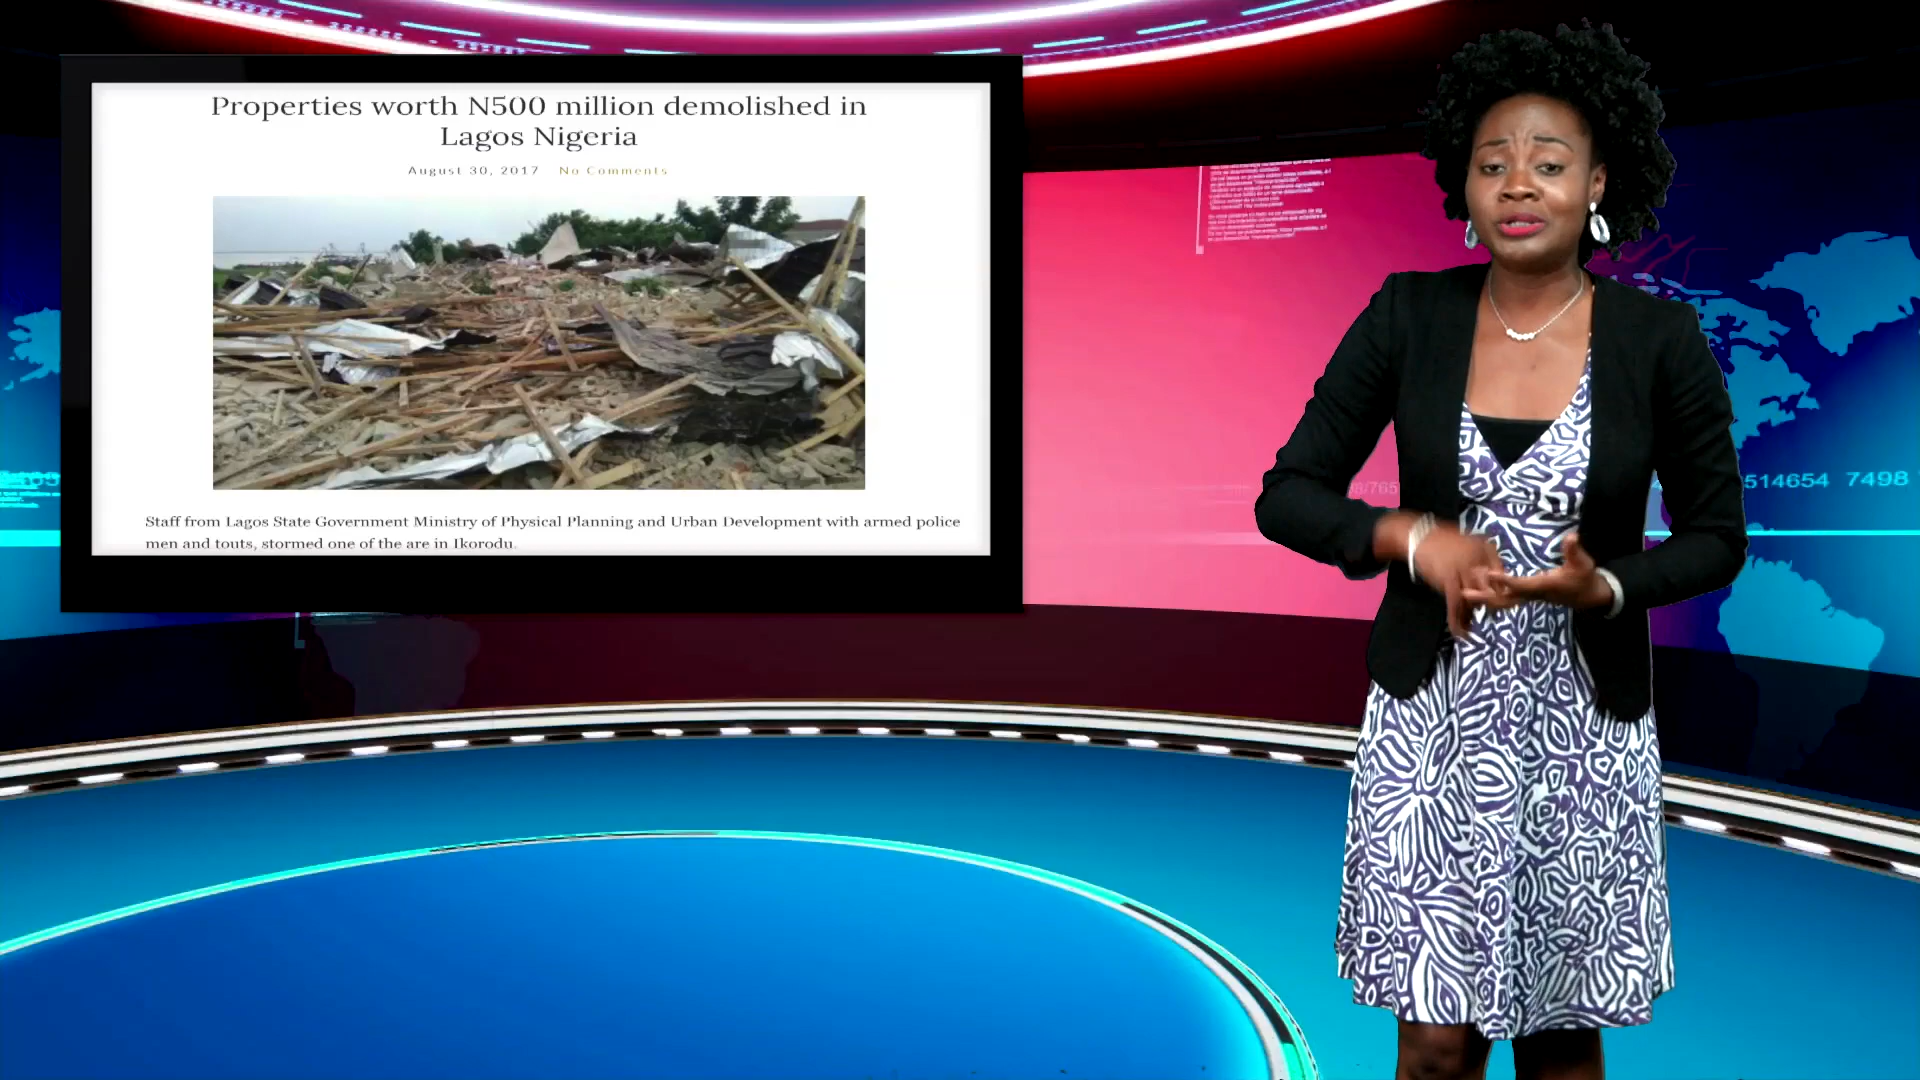 Properties worth N500 million demolished in
Lagos Nigeria
August 30, 2017 No Comments
Staff from Lagos State Government Ministry of Physical Planning and Urban Development with armed police
men and touts, stormed one of the are in Ikorodu.
514654 7498